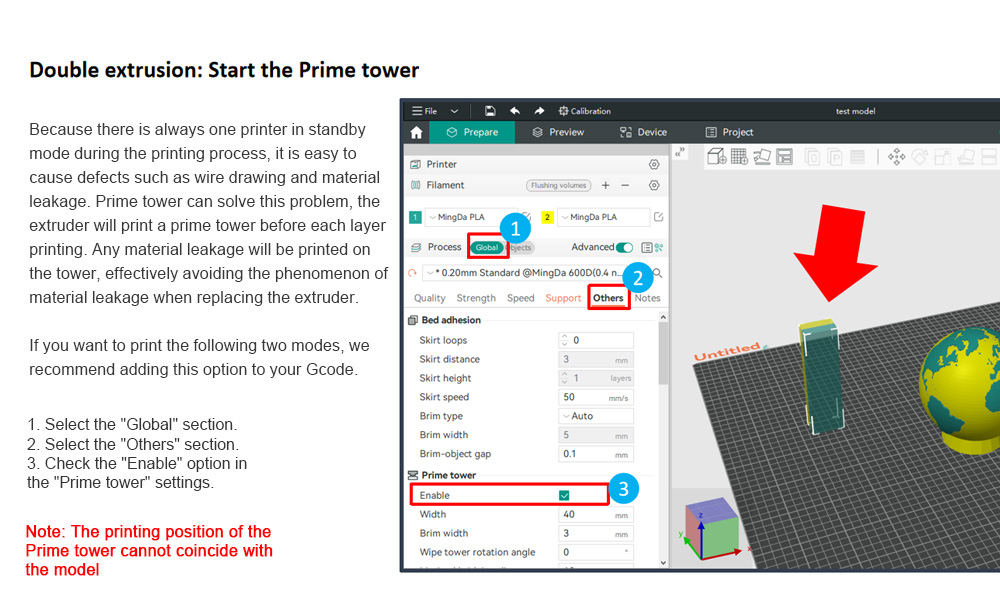 Double extrusion: Start the Prime tower
Because there is always one printer in standby
mode during the printing process, it is easy to
cause defects such as wire drawing and material
leakage. Prime tower can solve this problem, the
extruder will print a prime tower before each layer
printing. Any material leakage will be printed on
the tower, effectively avoiding the phenomenon of
material leakage when replacing the extruder.
If you want to print the following two modes, we
recommend adding this option to your Gcode.
1. Select the "Global" section.
2. Select the "Others" section.
3. Check the "Enable" option in
the "Prime tower" settings.
Note: The printing position of the
Prime tower cannot coincide with
the model
File Calibration test model
Prepare Preview Device Project
Printer
Filament Flushing volumes
1 MingDa PLA 2 MingDa PLA
1
Process Global Advanced
2
* 0.20mm Standard @MingDa 600D(0.4 n...
Quality Strength Speed Support Others Notes
Bed adhesion
Skirt loops 0
Skirt distance 3 mm
Skirt height 1 layers
Skirt speed 50 mm/s
Brim type Auto
Brim width 5 mm
Brim-object gap 0.1 mm
Prime tower
Enable
3
Width 40 mm
Brim width 3 mm
Wipe tower rotation angle 0 °
Untitled
z
y
x